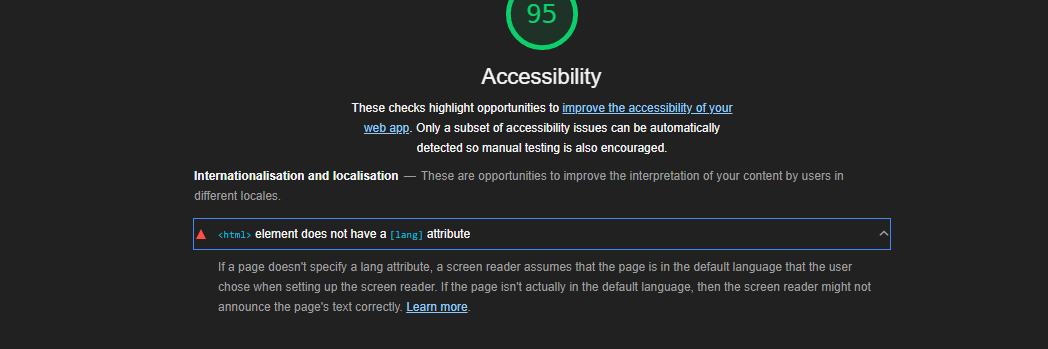 95
Accessibility
These checks highlight opportunities to improve the accessibility of your
web app. Only a subset of accessibility issues can be automatically
detected so manual testing is also encouraged.
Internationalisation and localisation — These are opportunities to improve the interpretation of your content by users in
different locales.
<html> element does not have a [lang] attribute
If a page doesn't specify a lang attribute, a screen reader assumes that the page is in the default language that the user
chose when setting up the screen reader. If the page isn't actually in the default language, then the screen reader might not
announce the page's text correctly. Learn more.